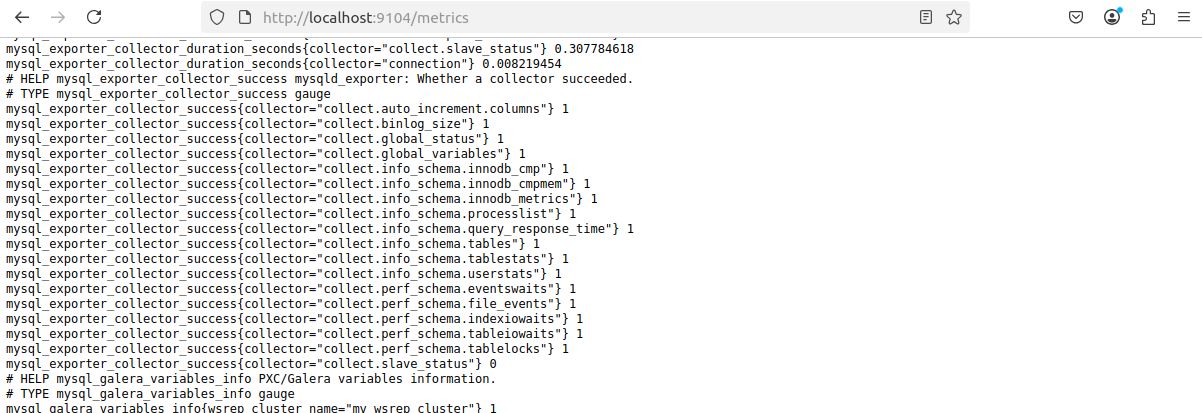 http://localhost:9104/metrics
mysql_exporter_collector_duration_seconds{collector="collect.slave_status"} 0.307784618
mysql_exporter_collector_duration_seconds{collector="connection"} 0.008219454
# HELP mysql_exporter_collector_success mysqld_exporter: Whether a collector succeeded.
# TYPE mysql_exporter_collector_success gauge
mysql_exporter_collector_success{collector="collect.auto_increment.columns"} 1
mysql_exporter_collector_success{collector="collect.binlog_size"} 1
mysql_exporter_collector_success{collector="collect.global_status"} 1
mysql_exporter_collector_success{collector="collect.global_variables"} 1
mysql_exporter_collector_success{collector="collect.info_schema.innodb_cmp"} 1
mysql_exporter_collector_success{collector="collect.info_schema.innodb_cmpmem"} 1
mysql_exporter_collector_success{collector="collect.info_schema.innodb_metrics"} 1
mysql_exporter_collector_success{collector="collect.info_schema.processlist"} 1
mysql_exporter_collector_success{collector="collect.info_schema.query_response_time"} 1
mysql_exporter_collector_success{collector="collect.info_schema.tables"} 1
mysql_exporter_collector_success{collector="collect.info_schema.tablestats"} 1
mysql_exporter_collector_success{collector="collect.info_schema.userstats"} 1
mysql_exporter_collector_success{collector="collect.perf_schema.eventswaits"} 1
mysql_exporter_collector_success{collector="collect.perf_schema.file_events"} 1
mysql_exporter_collector_success{collector="collect.perf_schema.indexiowaits"} 1
mysql_exporter_collector_success{collector="collect.perf_schema.tableiowaits"} 1
mysql_exporter_collector_success{collector="collect.perf_schema.tablelocks"} 1
mysql_exporter_collector_success{collector="collect.slave_status"} 0
# HELP mysql_galera_variables_info PXC/Galera variables information.
# TYPE mysql_galera_variables_info gauge
mysql_galera_variables_info{wsrep_cluster_name="my_wsrep_cluster"} 1